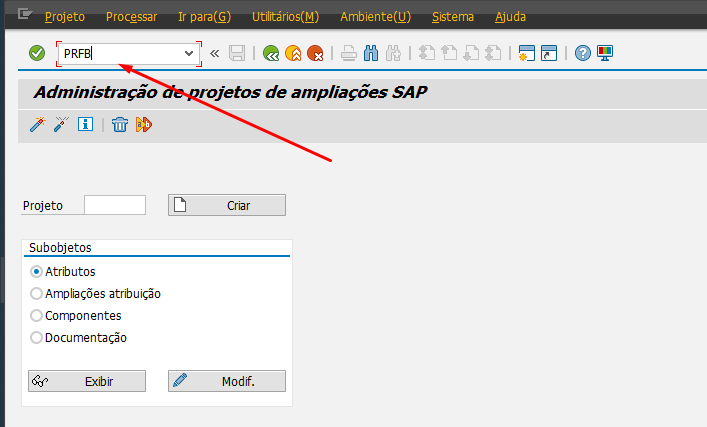 Projeto Processar Ir para(G) Utilitários(M) Ambiente(U) Sistema Ajuda
PRFB
Administração de projetos de ampliações SAP
Projeto Criar
Subobjetos
Atributos
Ampliações atribuição
Componentes
Documentação
Exibir Modif.